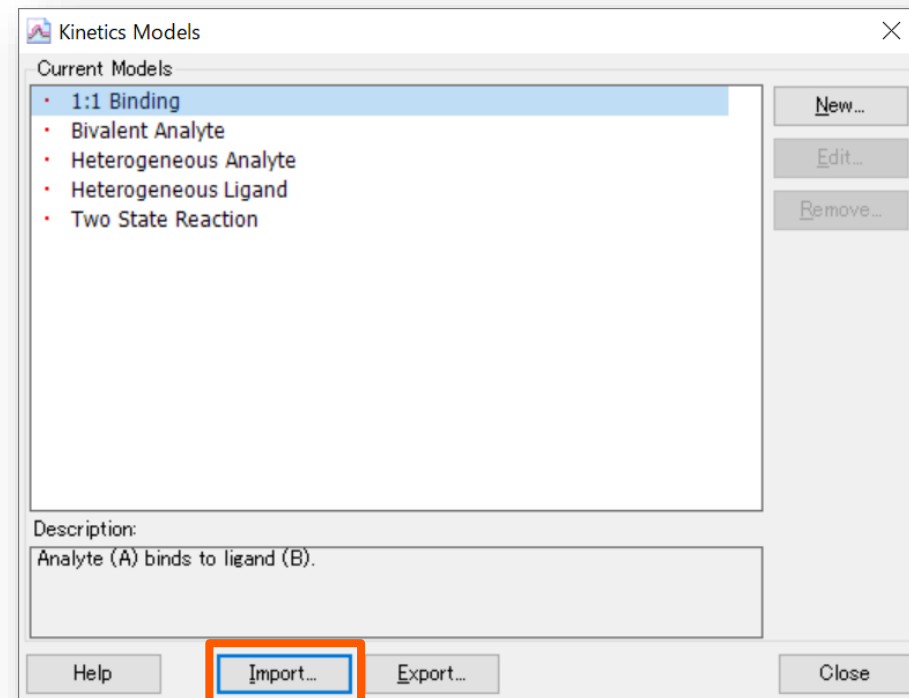 Kinetics Models
Current Models
1:1 Binding
Bivalent Analyte
Heterogeneous Analyte
Heterogeneous Ligand
Two State Reaction
New...
Edit...
Remove...
Description:
Analyte (A) binds to ligand (B).
Help
Import...
Export...
Close